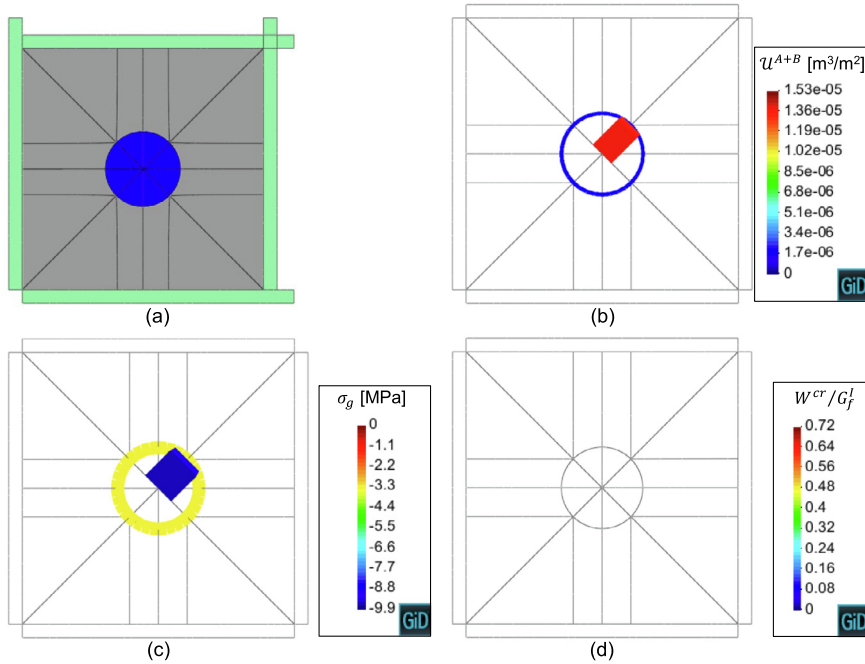 𝒰^{A+B} [m³/m²]
1.53e-05
1.36e-05
1.19e-05
1.02e-05
8.5e-06
6.8e-06
5.1e-06
3.4e-06
1.7e-06
0
GiD
(a)
(b)
σ_g [MPa]
0
-1.1
-2.2
-3.3
-4.4
-5.5
-6.6
-7.7
-8.8
-9.9
GiD
W^{cr}/G_f^I
0.72
0.64
0.56
0.48
0.40
0.32
0.24
0.16
0.08
0
GiD
(c)
(d)